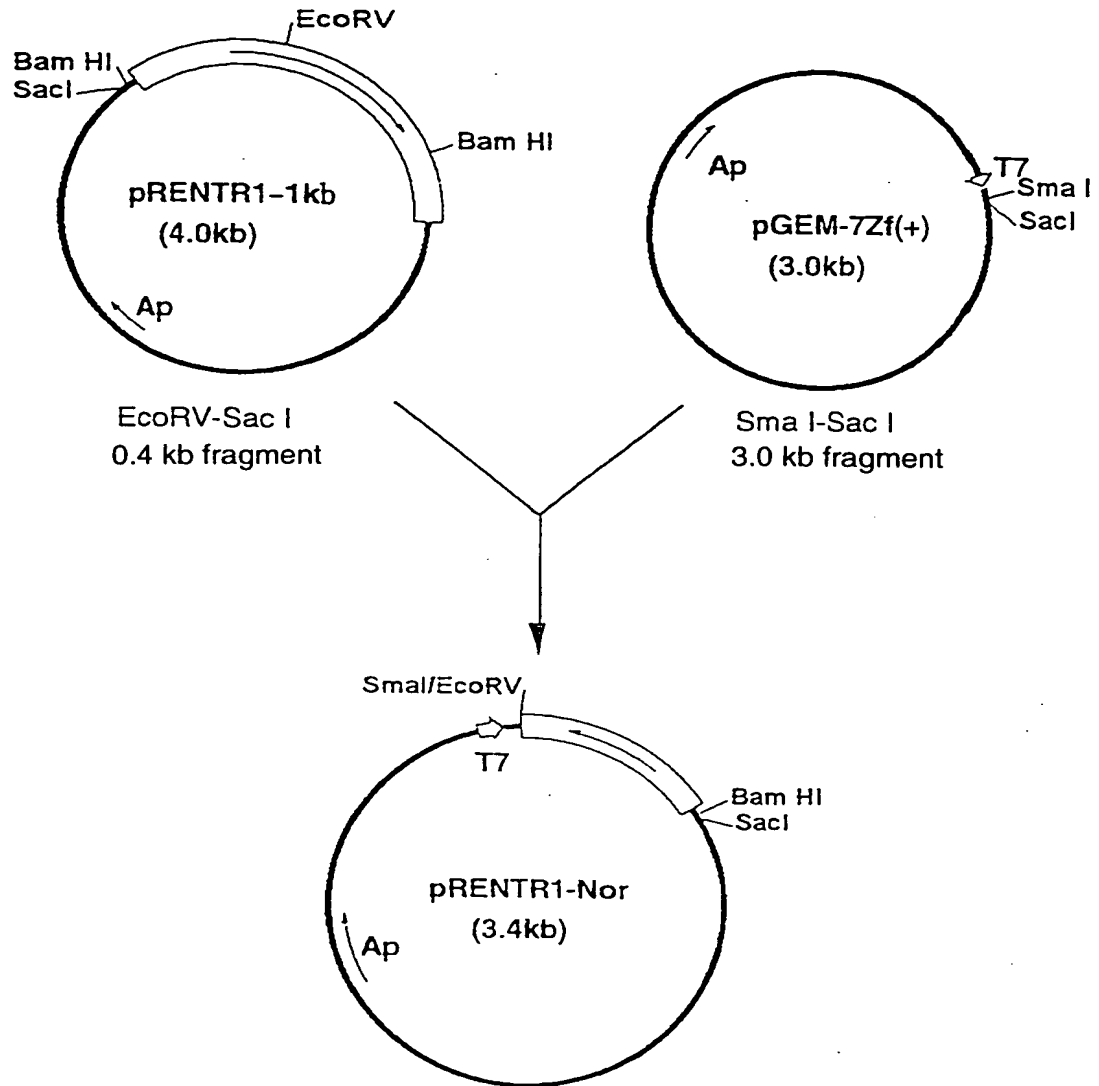 EcoRV
Bam HI
SacI
Bam HI
pRENTR1-1kb
(4.0kb)
Ap
EcoRV-Sac I
0.4 kb fragment
Ap
T7
Sma I
SacI
pGEM-7Zf(+)
(3.0kb)
Sma I-Sac I
3.0 kb fragment
SmaI/EcoRV
T7
Bam HI
SacI
pRENTR1-Nor
(3.4kb)
Ap